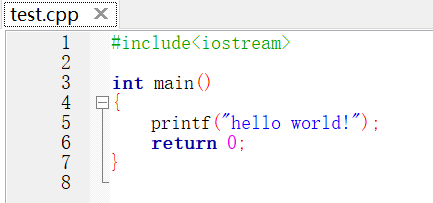 test.cpp
1 #include<iostream>
2
3 int main()
4 {
5     printf("hello world!");
6     return 0;
7 }
8